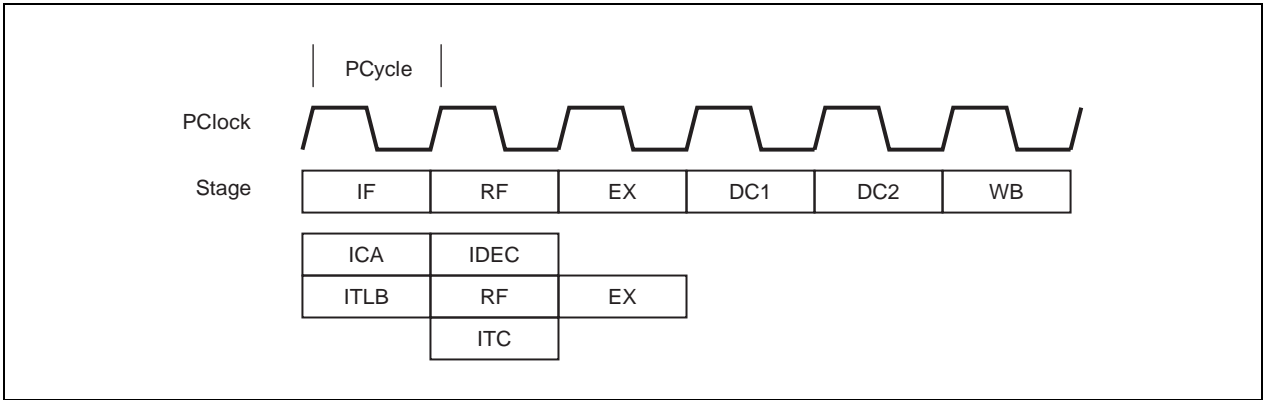 PCycle
PClock
Stage IF RF EX DC1 DC2 WB
ICA IDEC
ITLB RF EX
ITC